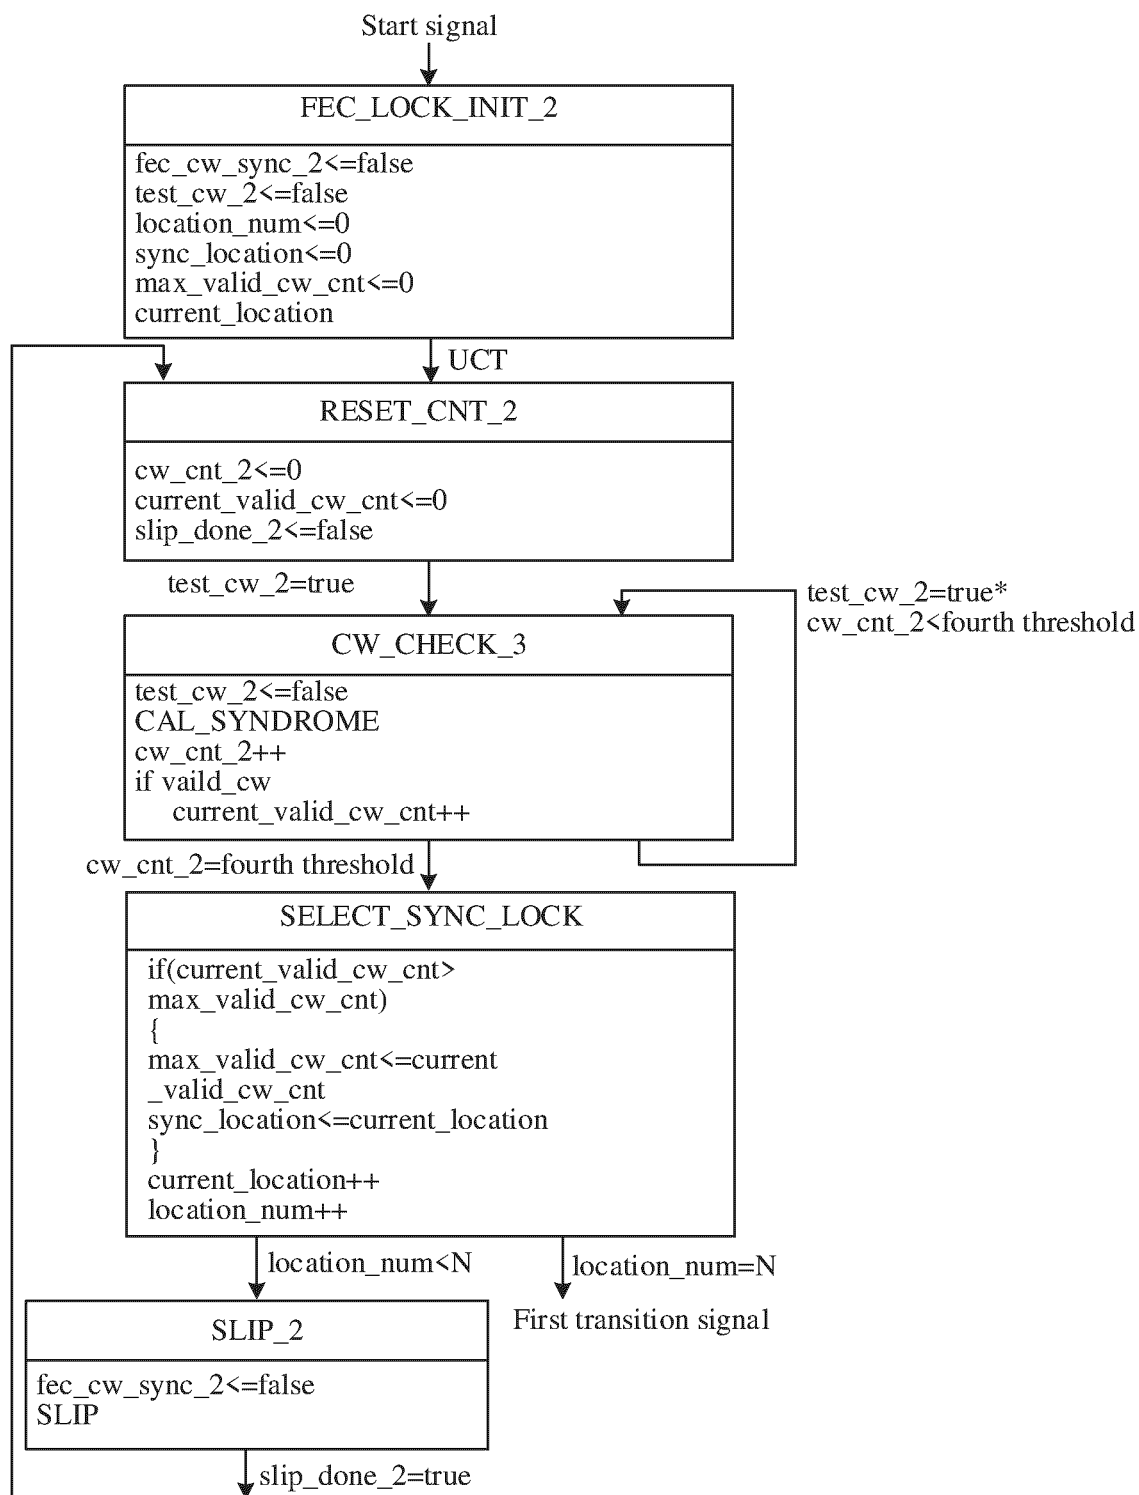 Start signal
FEC_LOCK_INIT_2
fec_cw_sync_2<=false
test_cw_2<=false
location_num<=0
sync_location<=0
max_valid_cw_cnt<=0
current_location
UCT
RESET_CNT_2
cw_cnt_2<=0
current_valid_cw_cnt<=0
slip_done_2<=false
test_cw_2=true
test_cw_2=true*
cw_cnt_2<fourth threshold
CW_CHECK_3
test_cw_2<=false
CAL_SYNDROME
cw_cnt_2++
if vaild_cw
current_valid_cw_cnt++
cw_cnt_2=fourth threshold
SELECT_SYNC_LOCK
if(current_valid_cw_cnt>
max_valid_cw_cnt)
{
max_valid_cw_cnt<=current
_valid_cw_cnt
sync_location<=current_location
}
current_location++
location_num++
location_num<N
location_num=N
First transition signal
SLIP_2
fec_cw_sync_2<=false
SLIP
slip_done_2=true